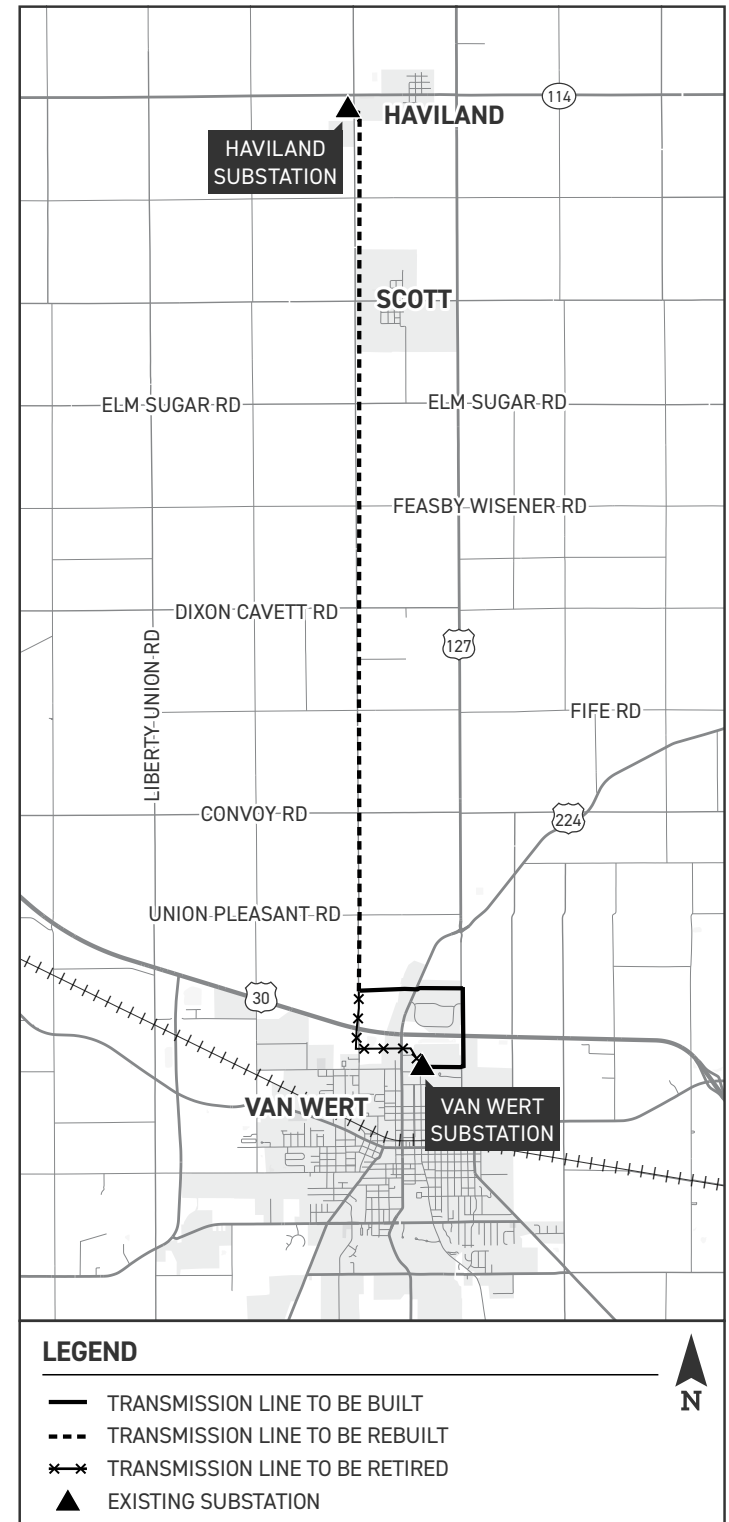 114
HAVILAND
HAVILAND
SUBSTATION
SCOTT
ELM SUGAR RD
ELM SUGAR RD
FEASBY WISENER RD
DIXON CAVETT RD
127
LIBERTY UNION RD
FIFE RD
CONVOY RD
224
UNION PLEASANT RD
30
VAN WERT
VAN WERT
SUBSTATION
LEGEND
TRANSMISSION LINE TO BE BUILT
TRANSMISSION LINE TO BE REBUILT
TRANSMISSION LINE TO BE RETIRED
EXISTING SUBSTATION
N